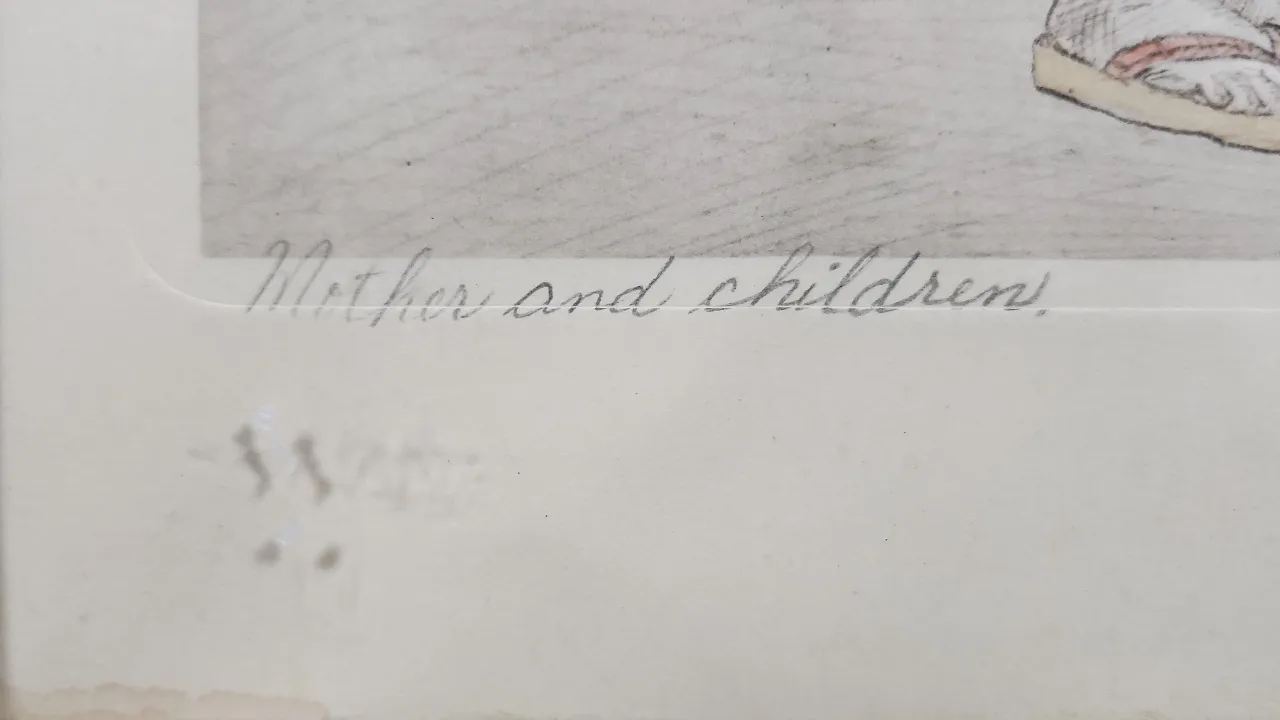 Mother and children.